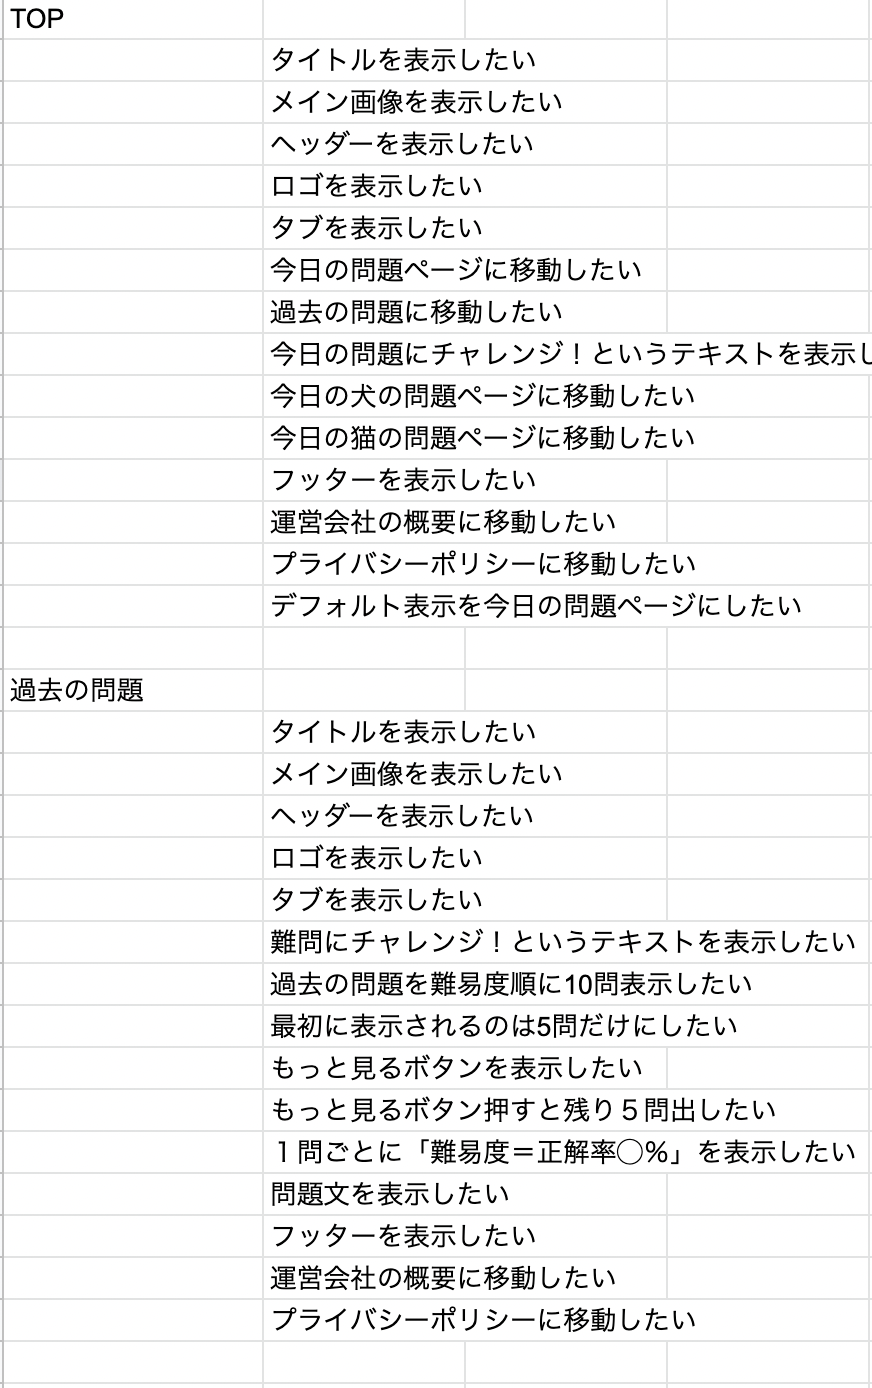 TOP
タイトルを表示したい
メイン画像を表示したい
ヘッダーを表示したい
ロゴを表示したい
タブを表示したい
今日の問題ページに移動したい
過去の問題に移動したい
今日の問題にチャレンジ！というテキストを表示し
今日の犬の問題ページに移動したい
今日の猫の問題ページに移動したい
フッターを表示したい
運営会社の概要に移動したい
プライバシーポリシーに移動したい
デフォルト表示を今日の問題ページにしたい
過去の問題
タイトルを表示したい
メイン画像を表示したい
ヘッダーを表示したい
ロゴを表示したい
タブを表示したい
難問にチャレンジ！というテキストを表示したい
過去の問題を難易度順に10問表示したい
最初に表示されるのは5問だけにしたい
もっと見るボタンを表示したい
もっと見るボタン押すと残り５問出したい
１問ごとに「難易度＝正解率◯％」を表示したい
問題文を表示したい
フッターを表示したい
運営会社の概要に移動したい
プライバシーポリシーに移動したい